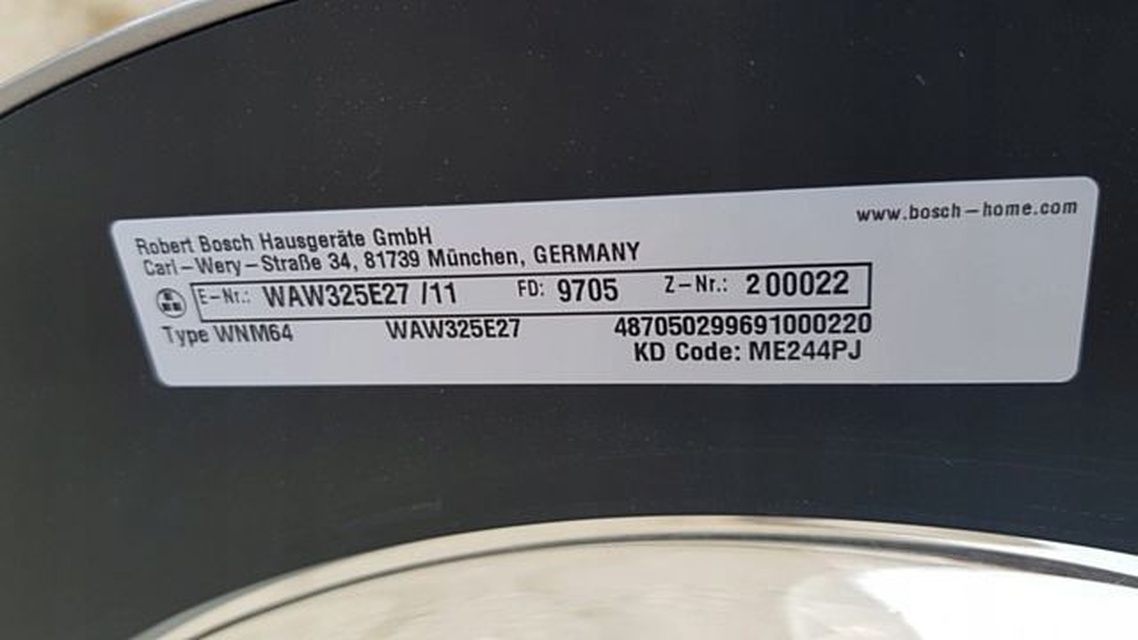 www.bosch-home.com
Robert Bosch Hausgeräte GmbH
Carl-Wery-Straße 34, 81739 München, GERMANY
E-Nr.: WAW325E27 /11 FD: 9705 Z-Nr.: 200022
Type WNM64 WAW325E27 487050299691000220
KD Code: ME244PJ